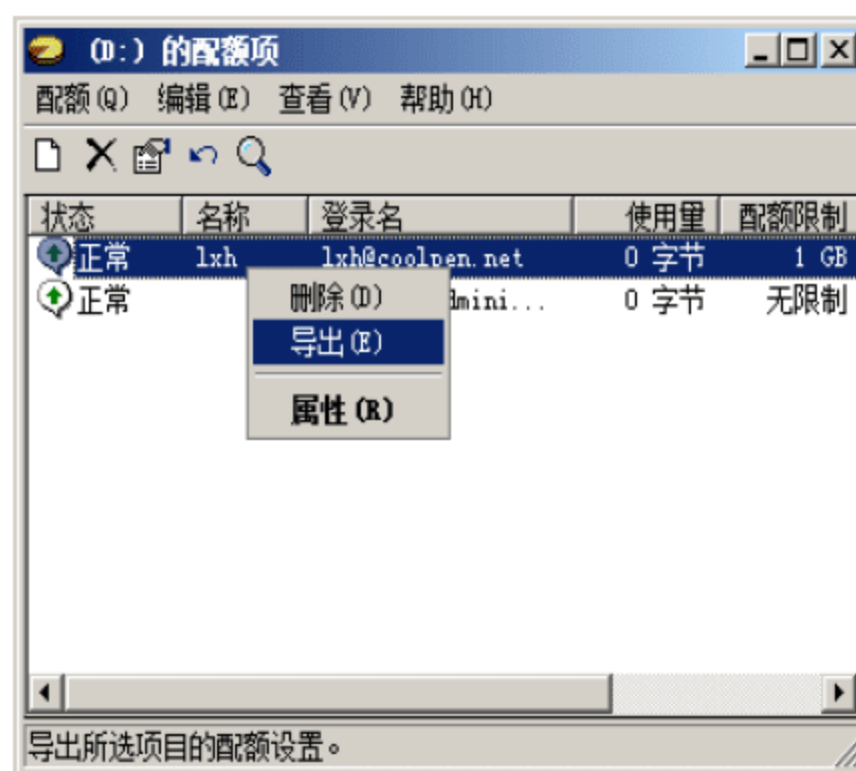 (D:) 的配额项
配额(Q) 编辑(E) 查看(V) 帮助(H)
状态 名称 登录名 使用量 配额限制
正常 lxh lxh@coolpen.net 0 字节 1 GB
正常 mini... 0 字节 无限制
删除(D)
导出(E)
属性(R)
导出所选项目的配额设置。